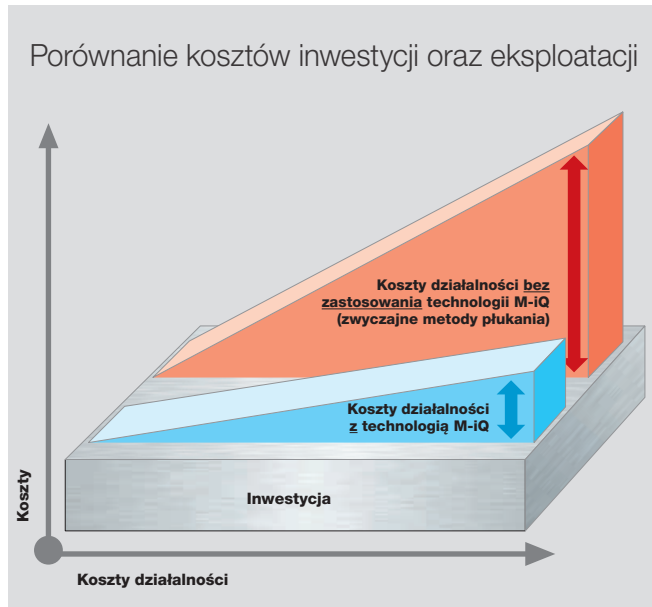 Porównanie kosztów inwestycji oraz eksploatacji
Koszty działalności bez
zastosowania technologii M-iQ
(zwyczajne metody płukania)
Koszty działalności
z technologią M-iQ
Inwestycja
Koszty
Koszty działalności